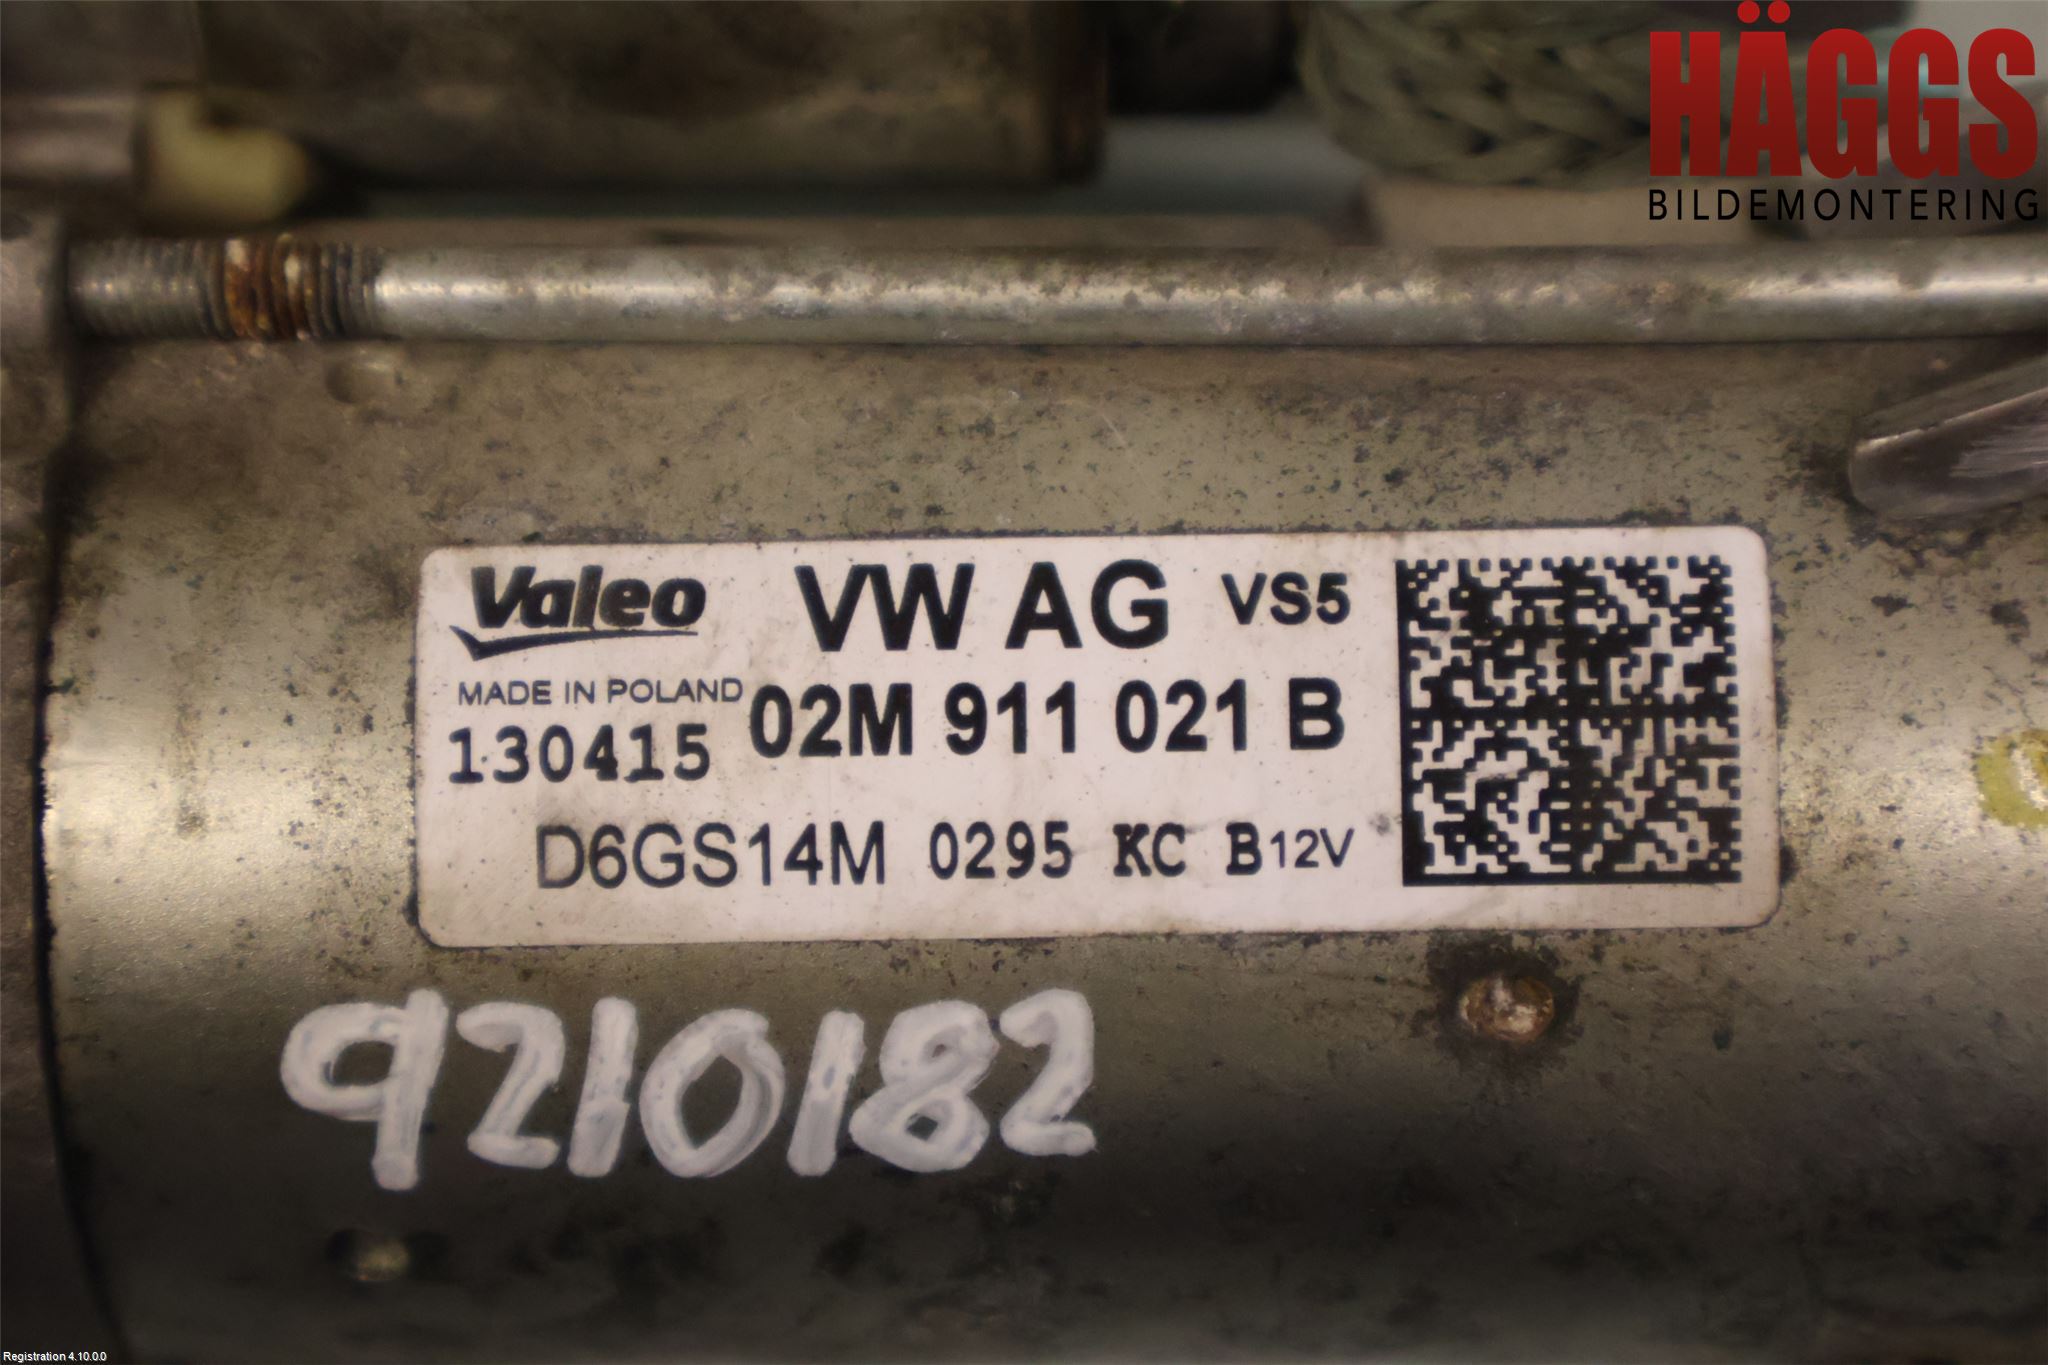 HÄGGS
BILDEMONTERING
Valeo VW AG VS5
MADE IN POLAND
130415 02M 911 021 B
D6GS14M 0295 KC B 12V
9210182
Registration 4.10.0.0